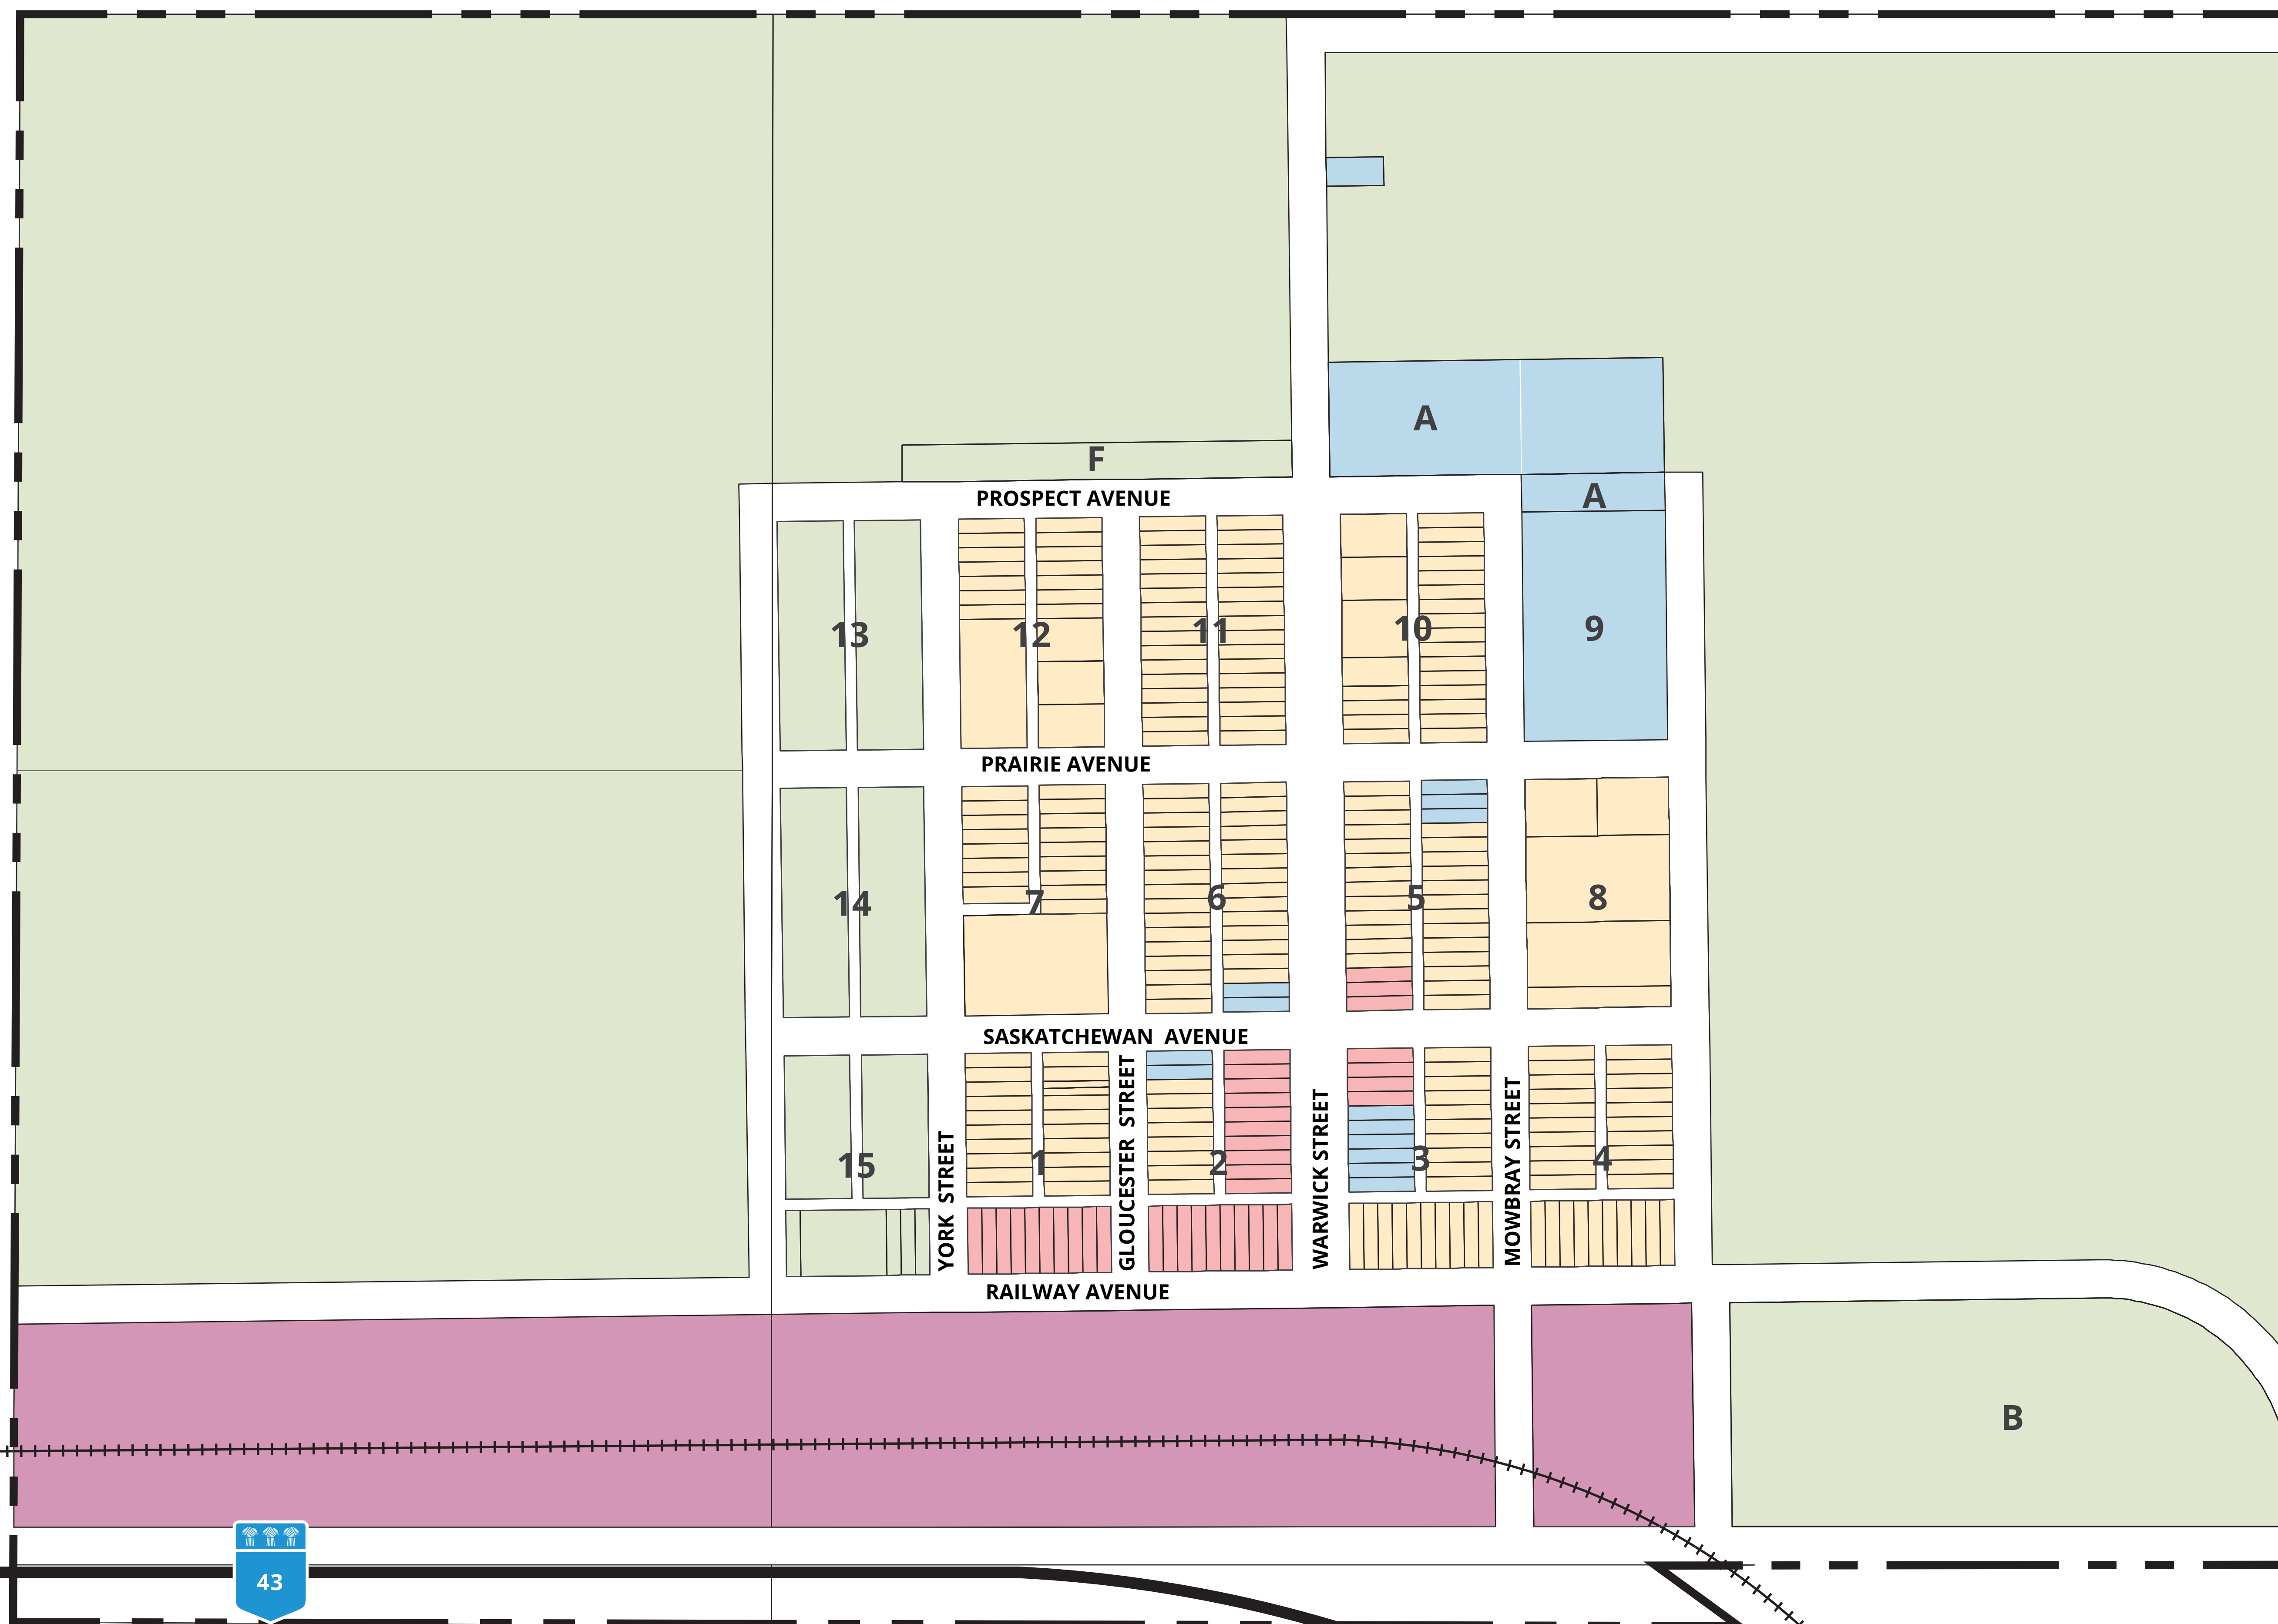 A
F
PROSPECT AVENUE
A
13
12
11
10
9
PRAIRIE AVENUE
14
7
6
5
8
SASKATCHEWAN AVENUE
15
YORK STREET
1
GLOUCESTER STREET
2
WARWICK STREET
3
MOWBRAY STREET
4
RAILWAY AVENUE
B
43